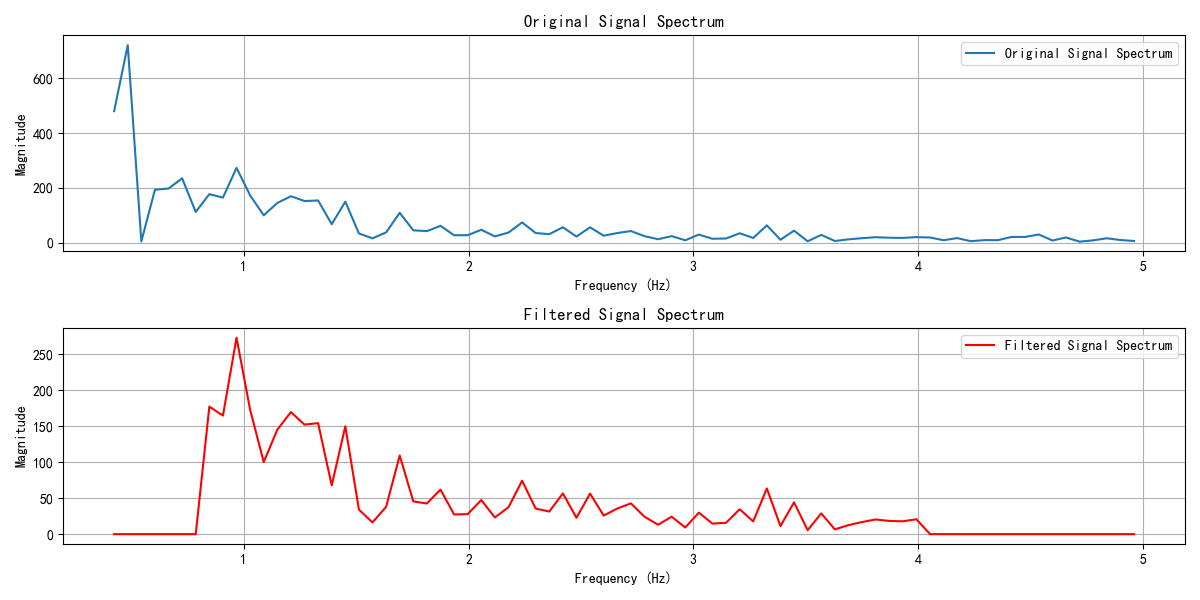 Original Signal Spectrum
Original Signal Spectrum
Magnitude
600
400
200
0
1
2
3
4
5
Frequency (Hz)
Filtered Signal Spectrum
Filtered Signal Spectrum
Magnitude
250
200
150
100
50
0
1
2
3
4
5
Frequency (Hz)